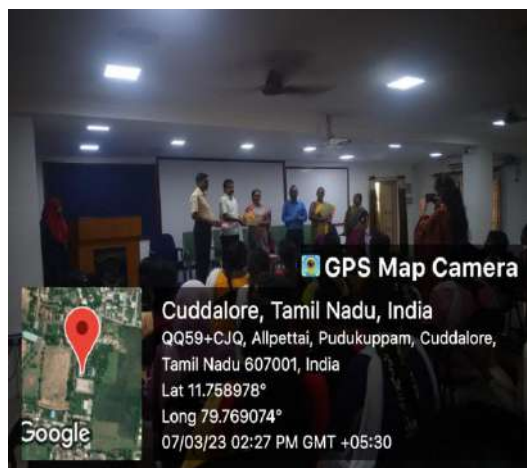 GPS Map Camera
Cuddalore, Tamil Nadu, India
QQ59+CJQ, Allpettai, Pudukuppam, Cuddalore,
Tamil Nadu 607001, India
Lat 11.758978°
Long 79.769074°
07/03/23 02:27 PM GMT +05:30
Google